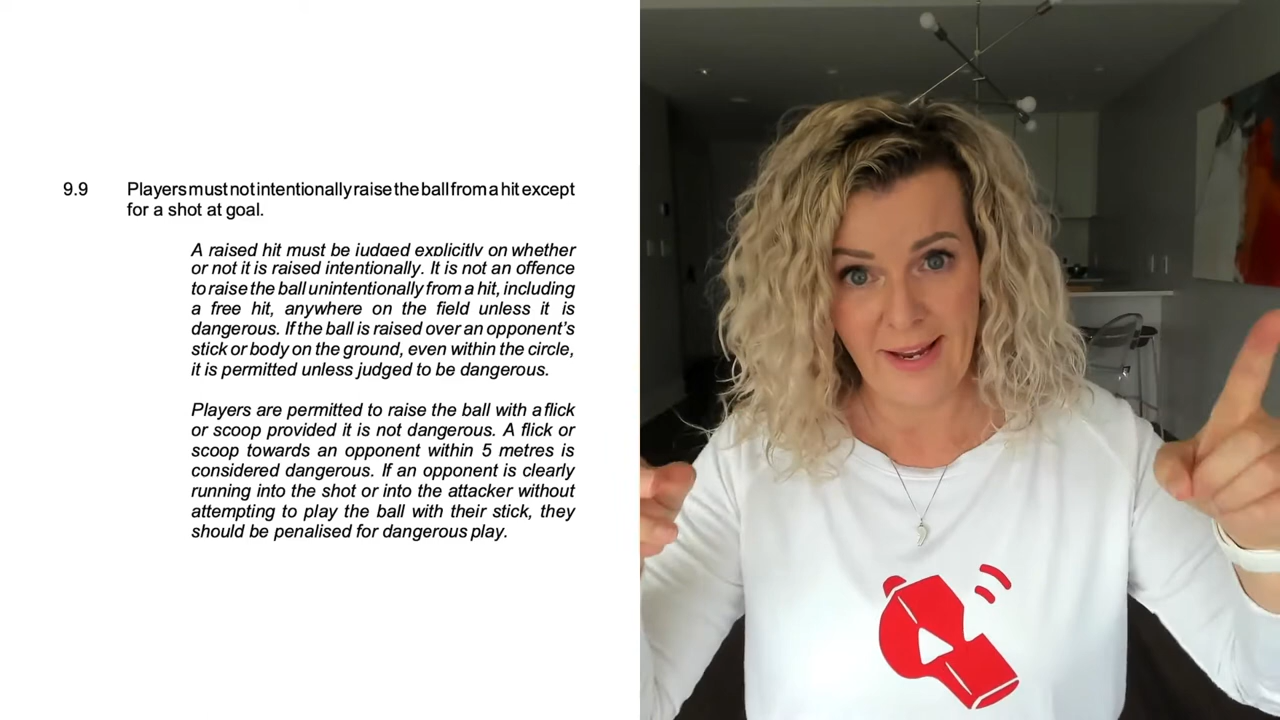 9.9 Players must not intentionally raise the ball from a hit except
for a shot at goal.
A raised hit must be judged explicitly on whether
or not it is raised intentionally. It is not an offence
to raise the ball unintentionally from a hit, including
a free hit, anywhere on the field unless it is
dangerous. If the ball is raised over an opponent's
stick or body on the ground, even within the circle,
it is permitted unless judged to be dangerous.
Players are permitted to raise the ball with a flick
or scoop provided it is not dangerous. A flick or
scoop towards an opponent within 5 metres is
considered dangerous. If an opponent is clearly
running into the shot or into the attacker without
attempting to play the ball with their stick, they
should be penalised for dangerous play.